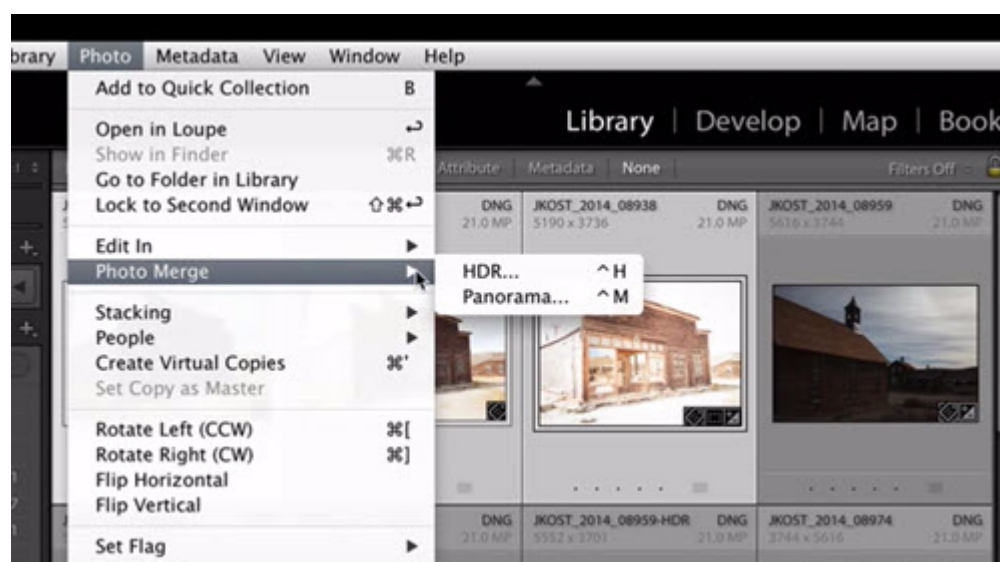 brary Photo Metadata View Window Help
Add to Quick Collection B
Library | Develop | Map | Book
Open in Loupe ↩
Show in Finder ⌘R
Attribute Metadata None Filters Off
Go to Folder in Library
Lock to Second Window ⇧⌘↩
DNG JKOST_2014_08938 DNG JKOST_2014_08959 DNG
21.0 MP 5190 x 3736 21.0 MP 5616 x 3744 21.0 MP
Edit In ▶
Photo Merge ▶
HDR... ^H
Panorama... ^M
Stacking ▶
People ▶
Create Virtual Copies ⌘'
Set Copy as Master
Rotate Left (CCW) ⌘[
Rotate Right (CW) ⌘]
Flip Horizontal
Flip Vertical
Set Flag ▶
DNG JKOST_2014_08959-HDR DNG JKOST_2014_08974 DNG
21.0 MP 5552 x 3701 21.0 MP 3744 x 5616 21.0 MP